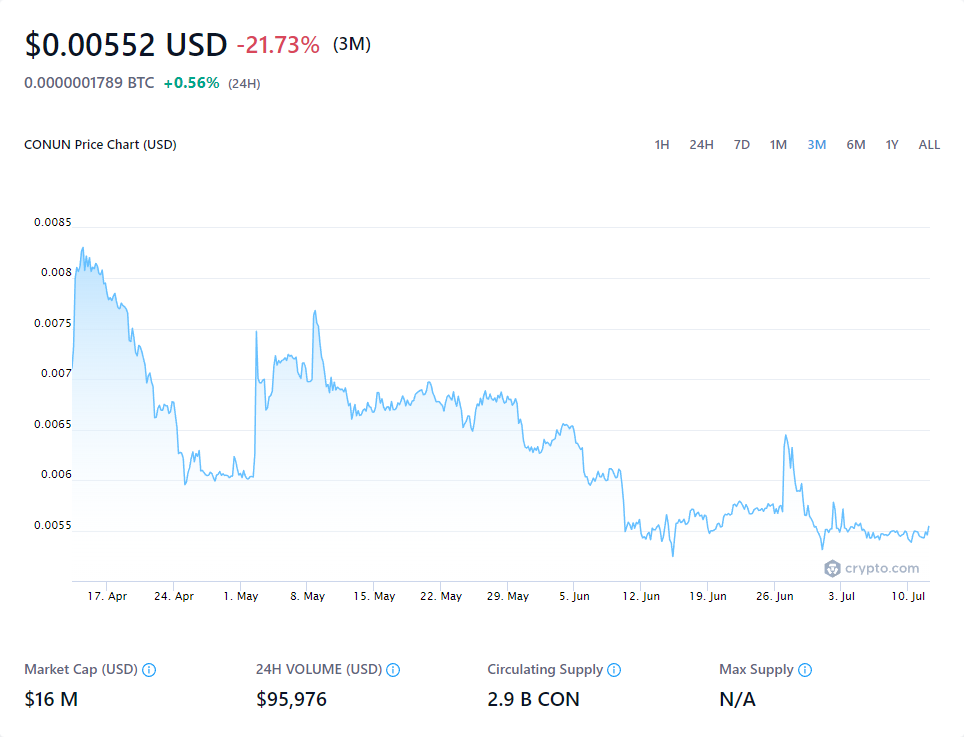 $0.00552 USD -21.73% (3M)
0.0000001789 BTC +0.56% (24H)
CONUN Price Chart (USD) 1H 24H 7D 1M 3M 6M 1Y ALL
0.0085
0.008
0.0075
0.007
0.0065
0.006
0.0055
crypto.com
17. Apr 24. Apr 1. May 8. May 15. May 22. May 29. May 5. Jun 12. Jun 19. Jun 26. Jun 3. Jul 10. Jul
Market Cap (USD) 24H VOLUME (USD) Circulating Supply Max Supply
$16 M $95,976 2.9 B CON N/A